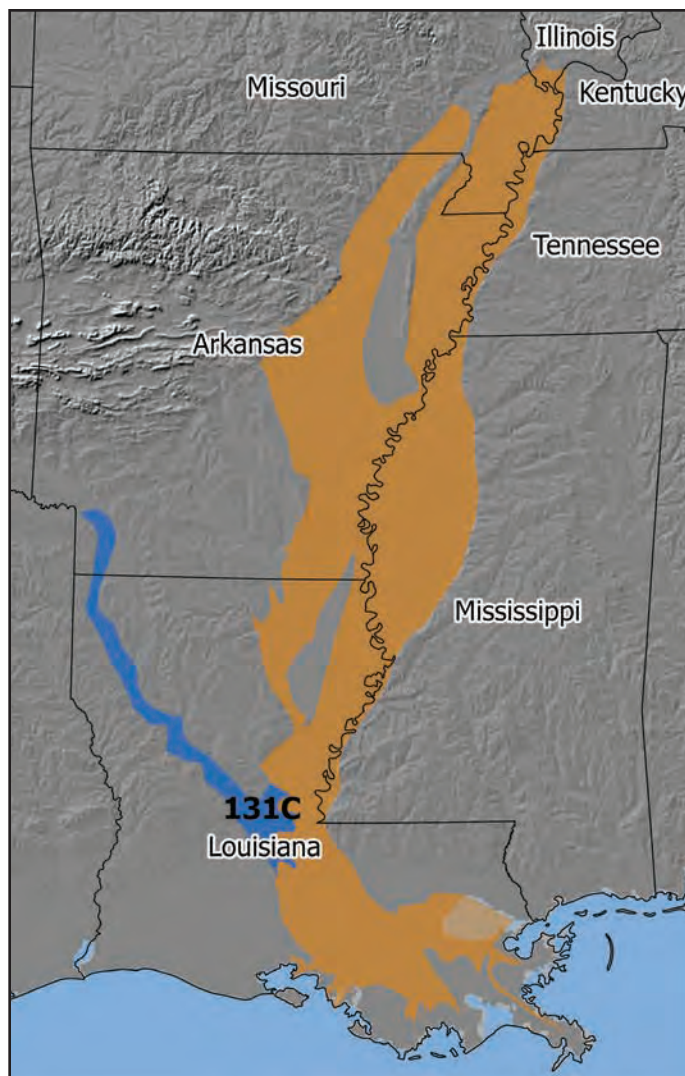 Illinois
Missouri
Kentucky
Tennessee
Arkansas
Mississippi
131C
Louisiana